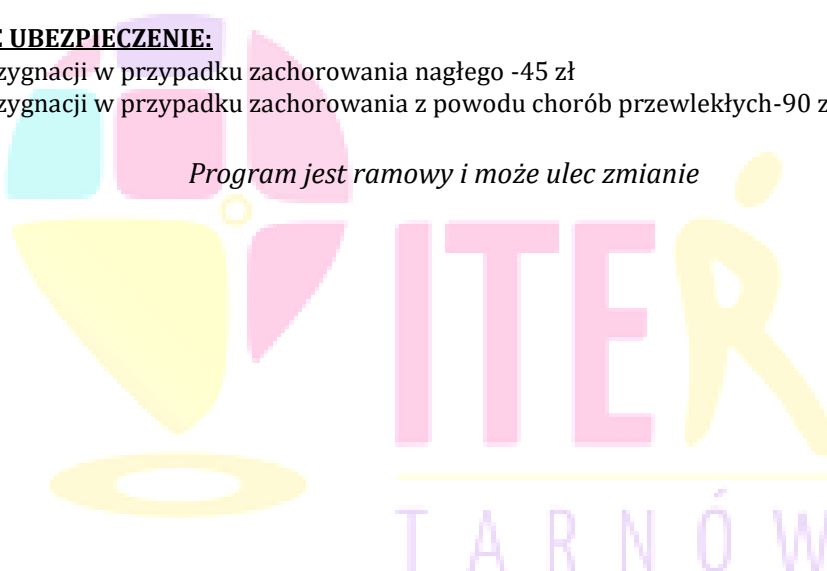 UBEZPIECZENIE:
zygnacji w przypadku zachorowania nagłego -45 zł
zygnacji w przypadku zachorowania z powodu chorób przewlekłych-90 z
Program jest ramowy i może ulec zmianie
ITER
TARNÓW